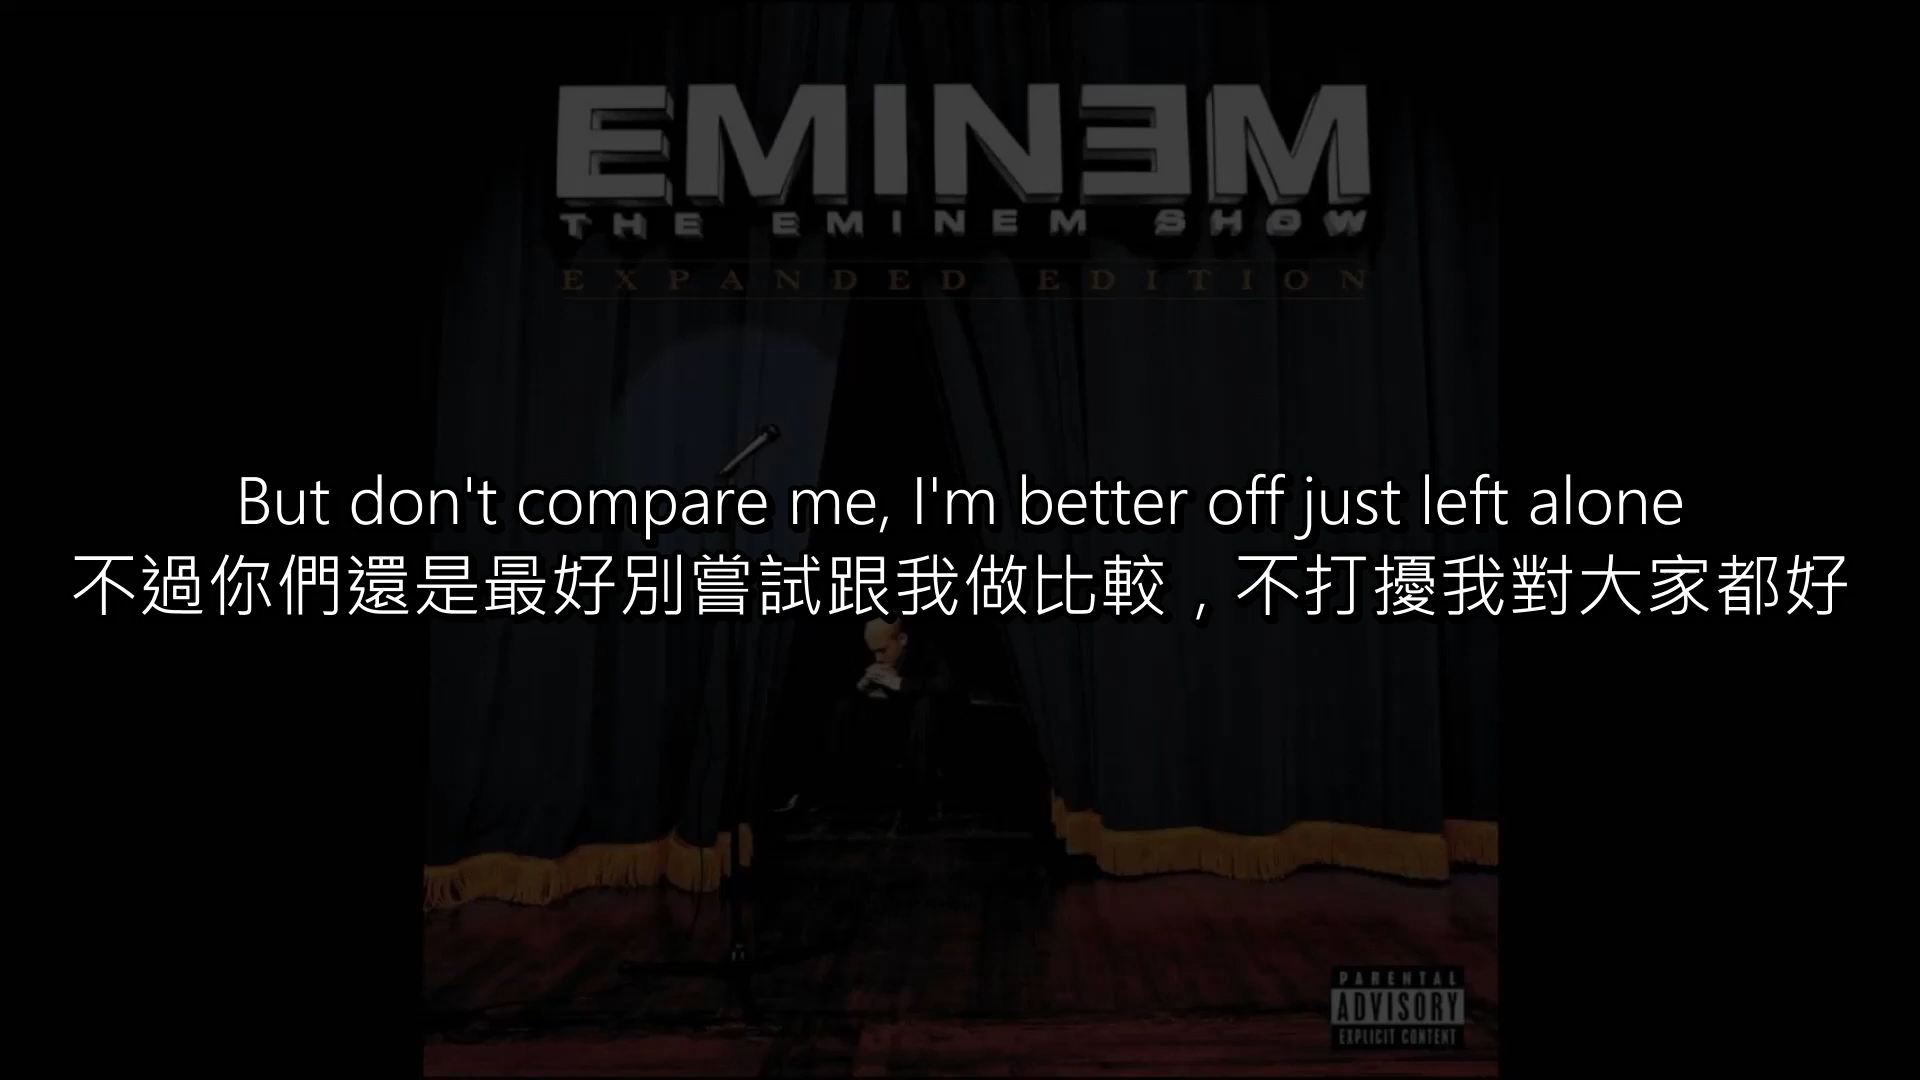 EMINEM
THE EMINEM SHOW
EXPANDED EDITION
But don't compare me, I'm better off just left alone
不過你們還是最好別嘗試跟我做比較，不打擾我對大家都好
PARENTAL
ADVISORY
EXPLICIT CONTENT